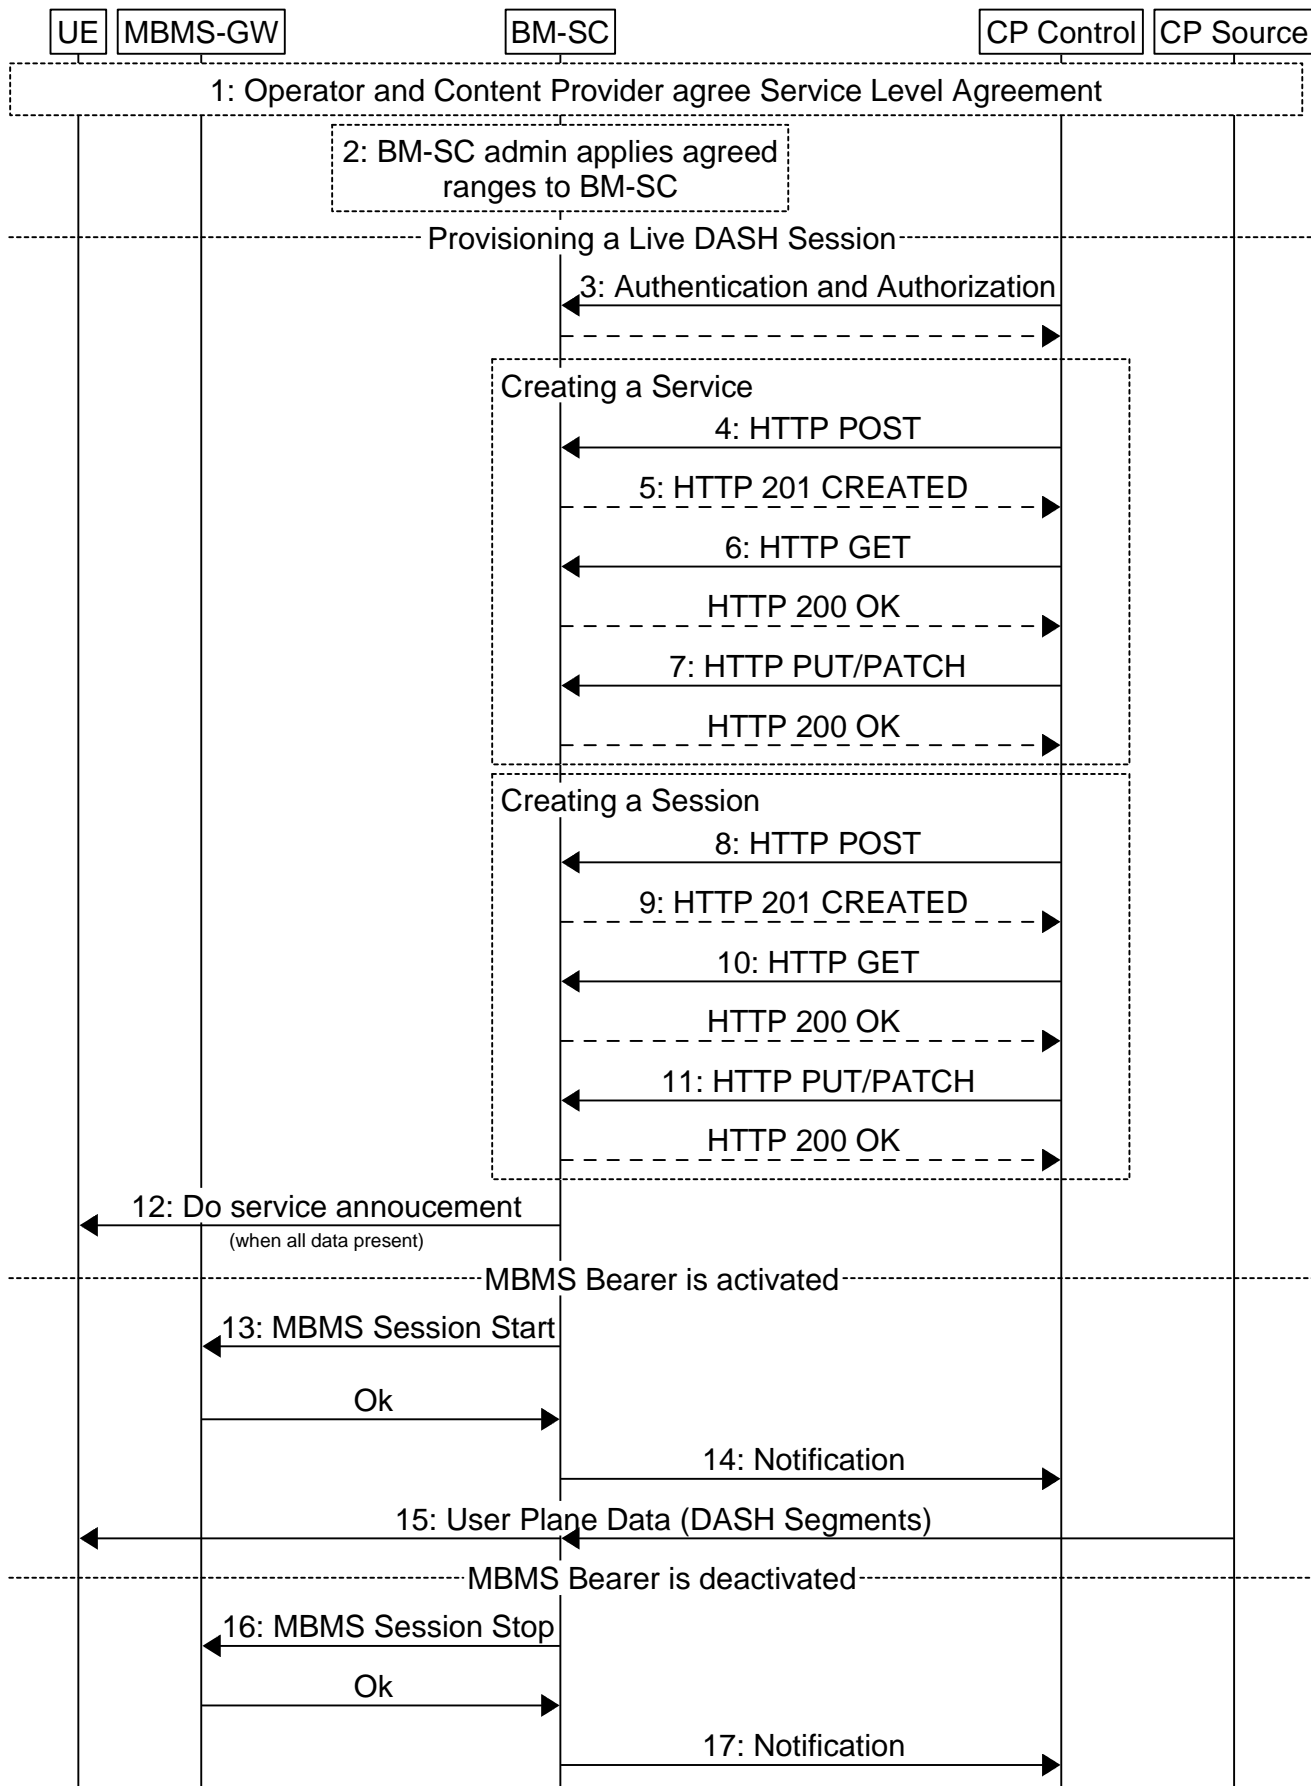 UE
MBMS-GW
BM-SC
CP Control
CP Source
1: Operator and Content Provider agree Service Level Agreement
2: BM-SC admin applies agreed
ranges to BM-SC
Provisioning a Live DASH Session
3: Authentication and Authorization
Creating a Service
4: HTTP POST
5: HTTP 201 CREATED
6: HTTP GET
HTTP 200 OK
7: HTTP PUT/PATCH
HTTP 200 OK
Creating a Session
8: HTTP POST
9: HTTP 201 CREATED
10: HTTP GET
HTTP 200 OK
11: HTTP PUT/PATCH
HTTP 200 OK
12: Do service annoucement
(when all data present)
MBMS Bearer is activated
13: MBMS Session Start
Ok
14: Notification
15: User Plane Data (DASH Segments)
MBMS Bearer is deactivated
16: MBMS Session Stop
Ok
17: Notification